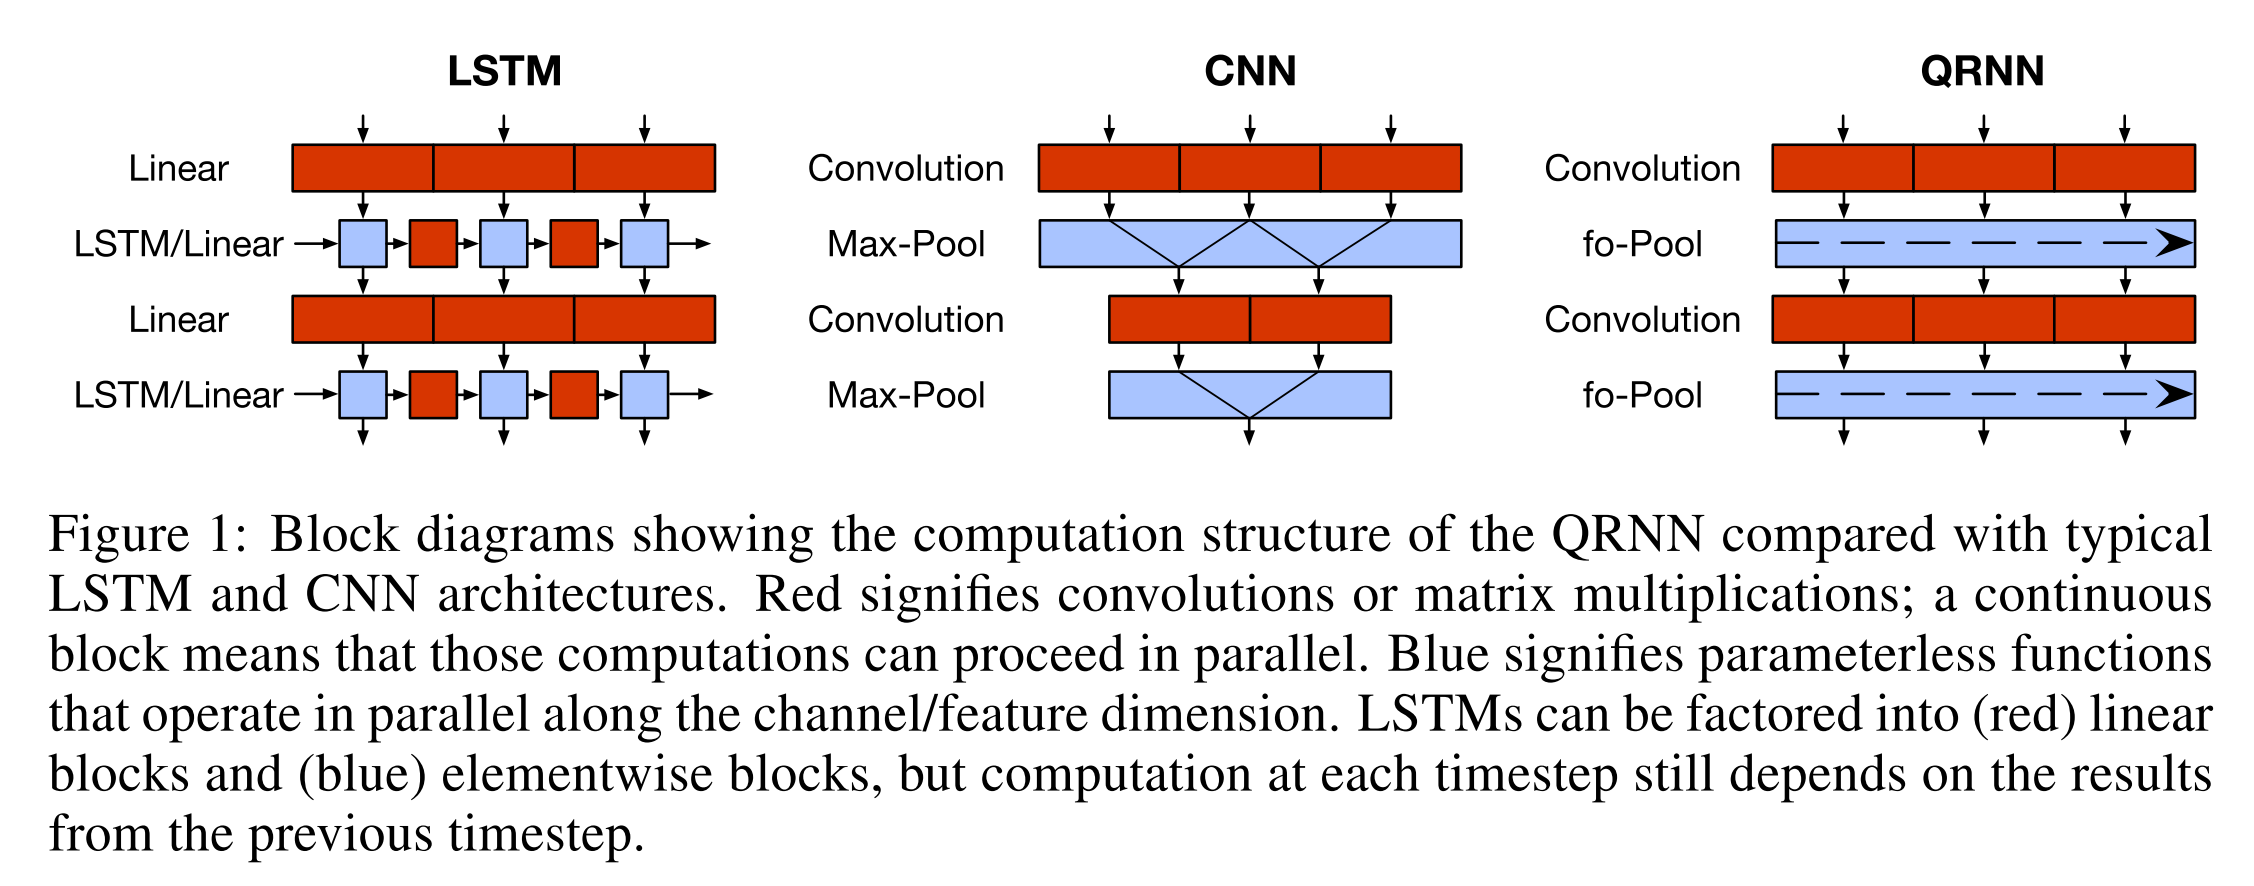 LSTM
Linear
LSTM/Linear
Linear
LSTM/Linear
CNN
Convolution
Max-Pool
Convolution
Max-Pool
QRNN
Convolution
fo-Pool
Convolution
fo-Pool
Figure 1: Block diagrams showing the computation structure of the QRNN compared with typical
LSTM and CNN architectures. Red signifies convolutions or matrix multiplications; a continuous
block means that those computations can proceed in parallel. Blue signifies parameterless functions
that operate in parallel along the channel/feature dimension. LSTMs can be factored into (red) linear
blocks and (blue) elementwise blocks, but computation at each timestep still depends on the results
from the previous timestep.